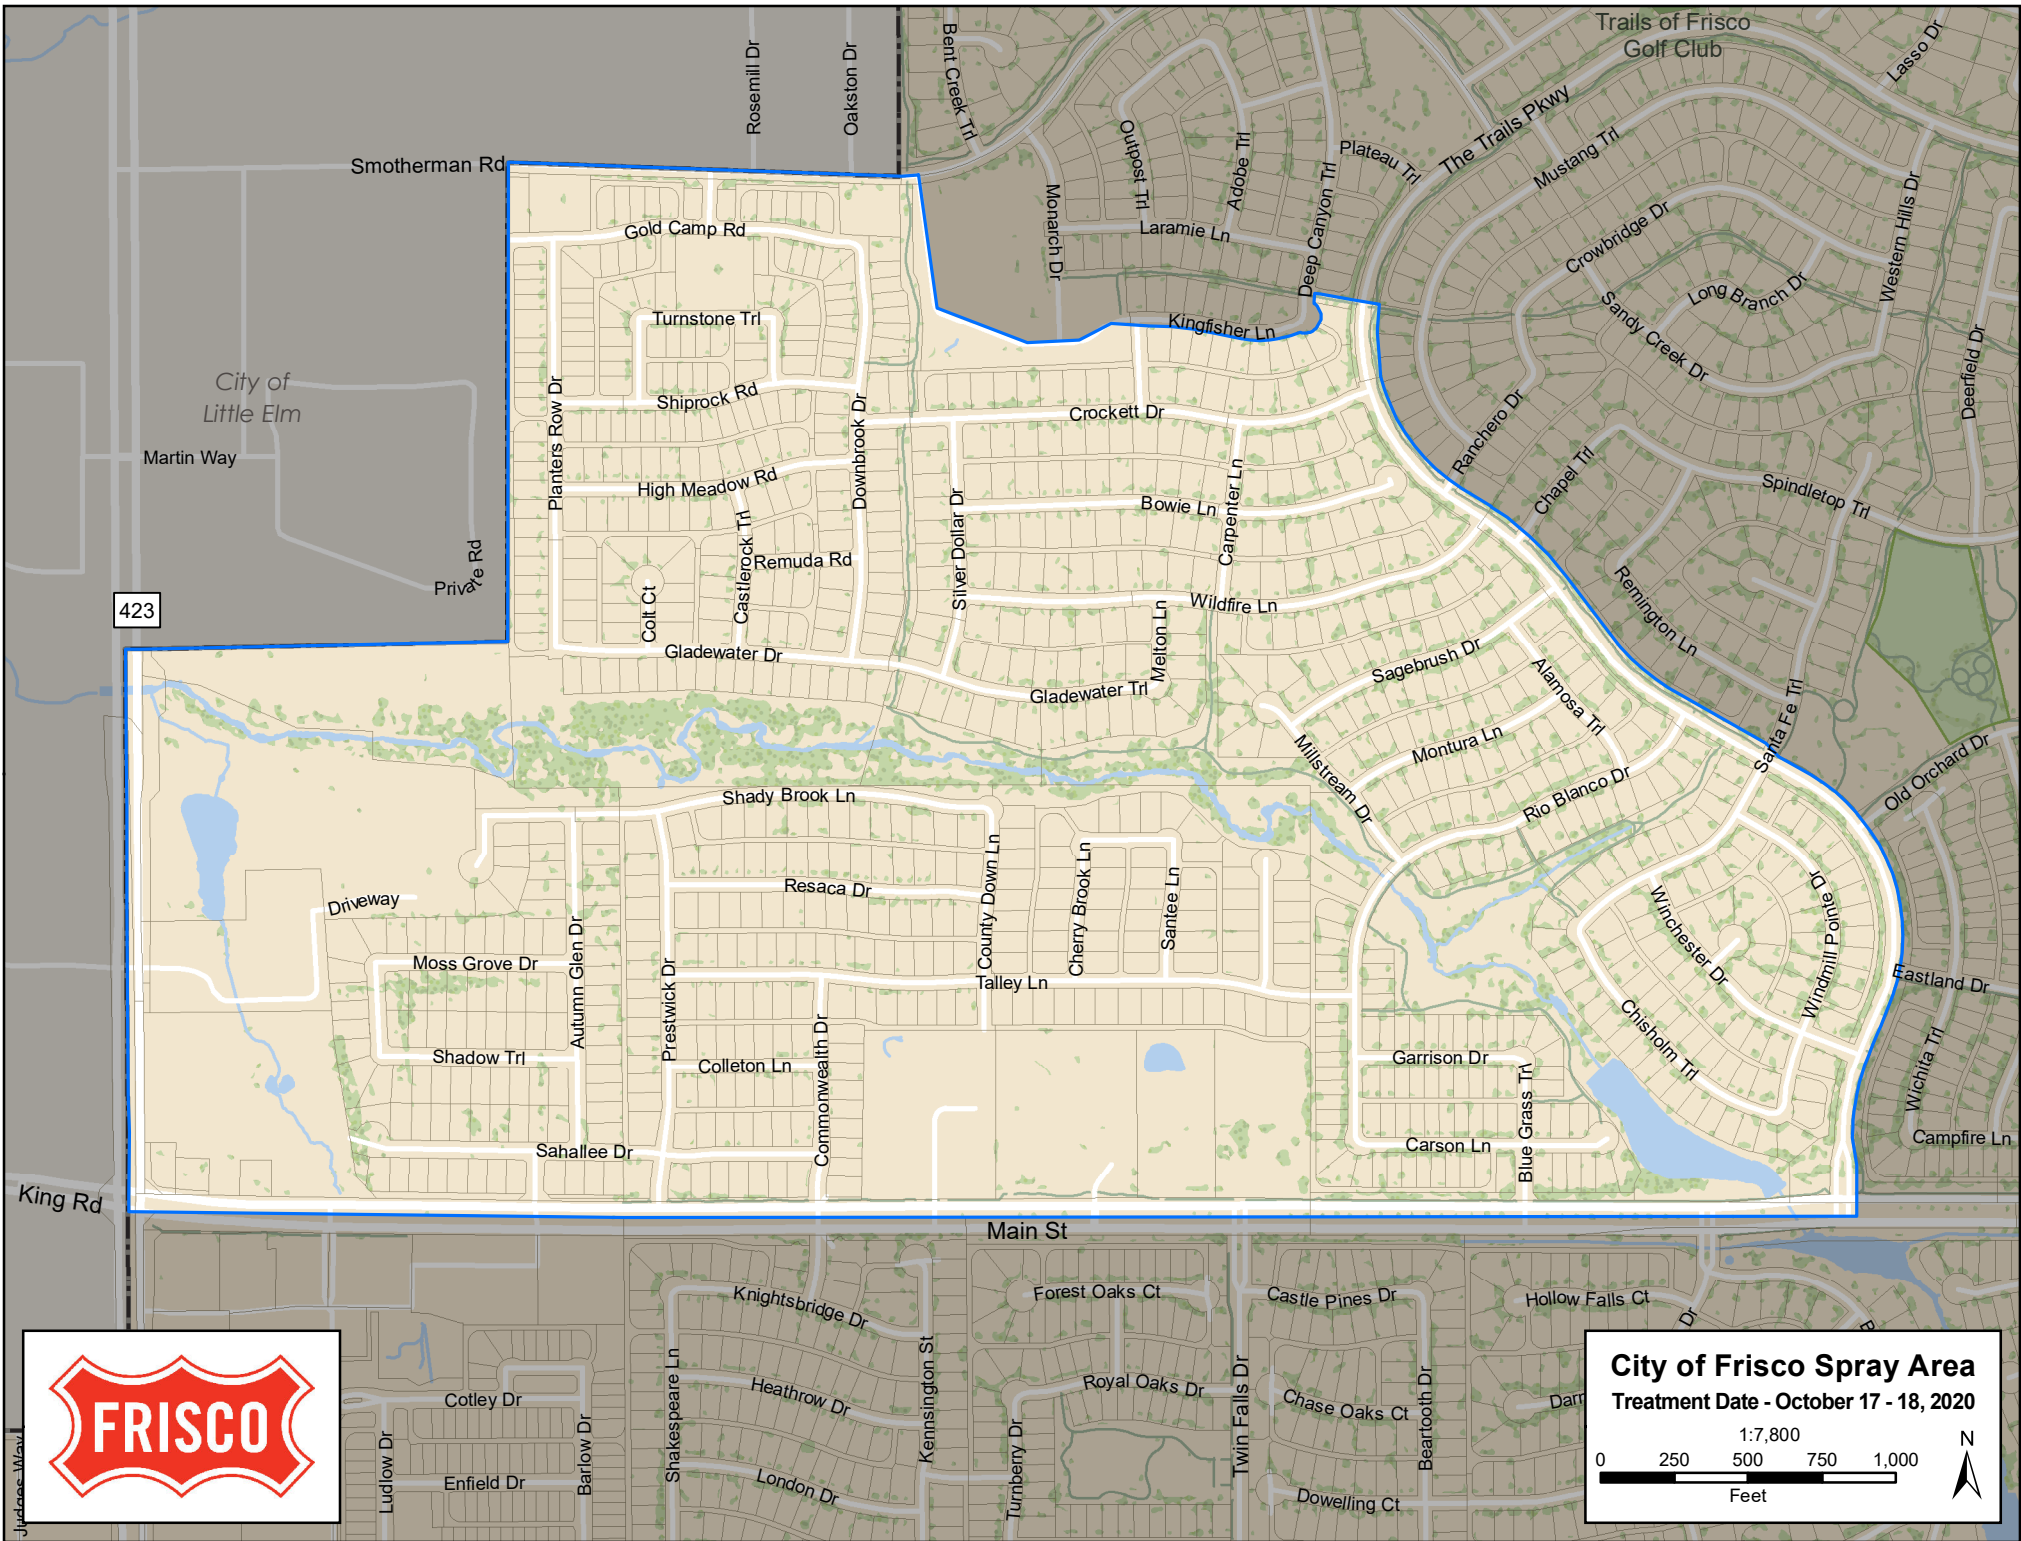 Trails of Frisco
Golf Club
Lasso Dr
Bent Creek Trl
Rosemill Dr
Oakston Dr
The Trails Pkwy
Outpost Trl
Adobe Trl
Plateau Trl
Mustang Trl
Smotherman Rd
Monarch Dr
Deep Canyon Trl
Western Hills Dr
Gold Camp Rd
Laramie Ln
Crowbridge Dr
Long Branch Dr
Sandy Creek Dr
Turnstone Trl
Kingfisher Ln
Deerfield Dr
City of
Little Elm
Shiprock Rd
Crockett Dr
Planters Row Dr
Downbrook Dr
Ranchero Dr
Martin Way
High Meadow Rd
Silver Dollar Dr
Bowie Ln
Carpenter Ln
Chapel Trl
Spindletop Trl
Private Rd
Castlerock Trl
Remuda Rd
Colt Ct
423
Wildfire Ln
Melton Ln
Remington Ln
Gladewater Dr
Gladewater Trl
Sagebrush Dr
Alamosa Trl
Santa Fe Trl
Montura Ln
Millstream Dr
Rio Blanco Dr
Old Orchard Dr
Shady Brook Ln
Resaca Dr
County Down Ln
Cherry Brook Ln
Santee Ln
Driveway
Winchester Dr
Windmill Pointe Dr
Autumn Glen Dr
Moss Grove Dr
Prestwick Dr
Talley Ln
Eastland Dr
Chisholm Trl
Shadow Trl
Colleton Ln
Commonwealth Dr
Garrison Dr
Blue Grass Trl
Wichita Trl
Campfire Ln
Sahallee Dr
Carson Ln
King Rd
Main St
Knightsbridge Dr
Forest Oaks Ct
Castle Pines Dr
Hollow Falls Ct
Dr
Kensington St
Shakespeare Ln
Heathrow Dr
Royal Oaks Dr
Twin Falls Dr
Chase Oaks Ct
Beartooth Dr
Cotley Dr
Ludlow Dr
Barlow Dr
Enfield Dr
London Dr
Turnberry Dr
Dowelling Ct
Judges Way
FRISCO
City of Frisco Spray Area
Treatment Date - October 17 - 18, 2020
1:7,800
0 250 500 750 1,000
Feet
N